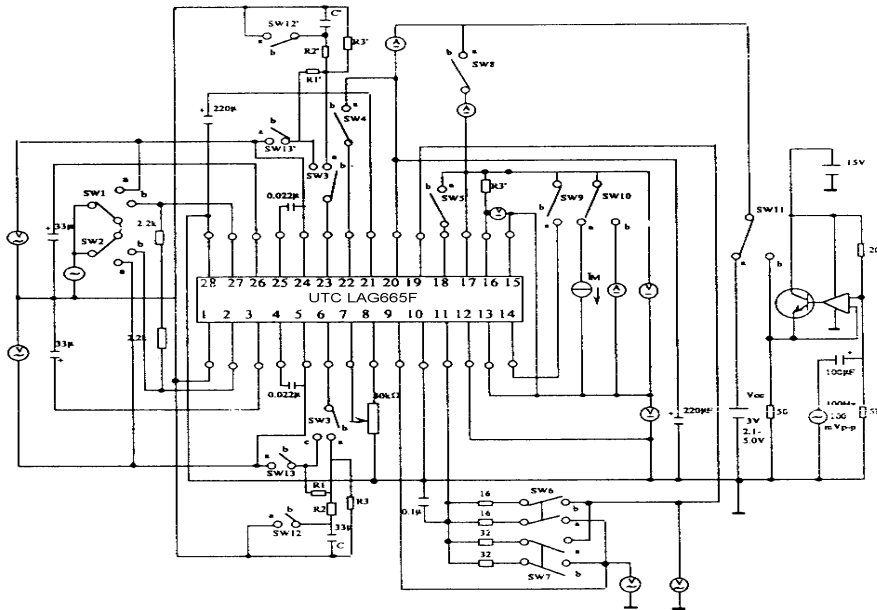 SW12'
C'
a
b
R2'
R3'
R1'
220μ
b
a
SW4
a
b
SW13'
b a
SW3
SW8
b
a
15V
SW11
a
b
20
SW1
a
b
SW2
b
a
33μ
2.2k
0.022μ
SW5
b
a
R3'
SW9
b
a
SW10
b
a
IM
28 27 26 25 24 23 22 21 20 19 18 17 16 15
UTC LAG665F
1 2 3 4 5 6 7 8 9 10 11 12 13 14
33μ
2.2k
0.022μ
SW3
b
c a
50kΩ
220μF
100μF
100Hz
100
mVp-p
Vcc
3V
2.1-
5.0V
50
a
b
SW13
R1
R2
R3
33μ
C
a
b
SW12
0.1μ
16
16
32
32
SW6
b
a
a
b
SW7